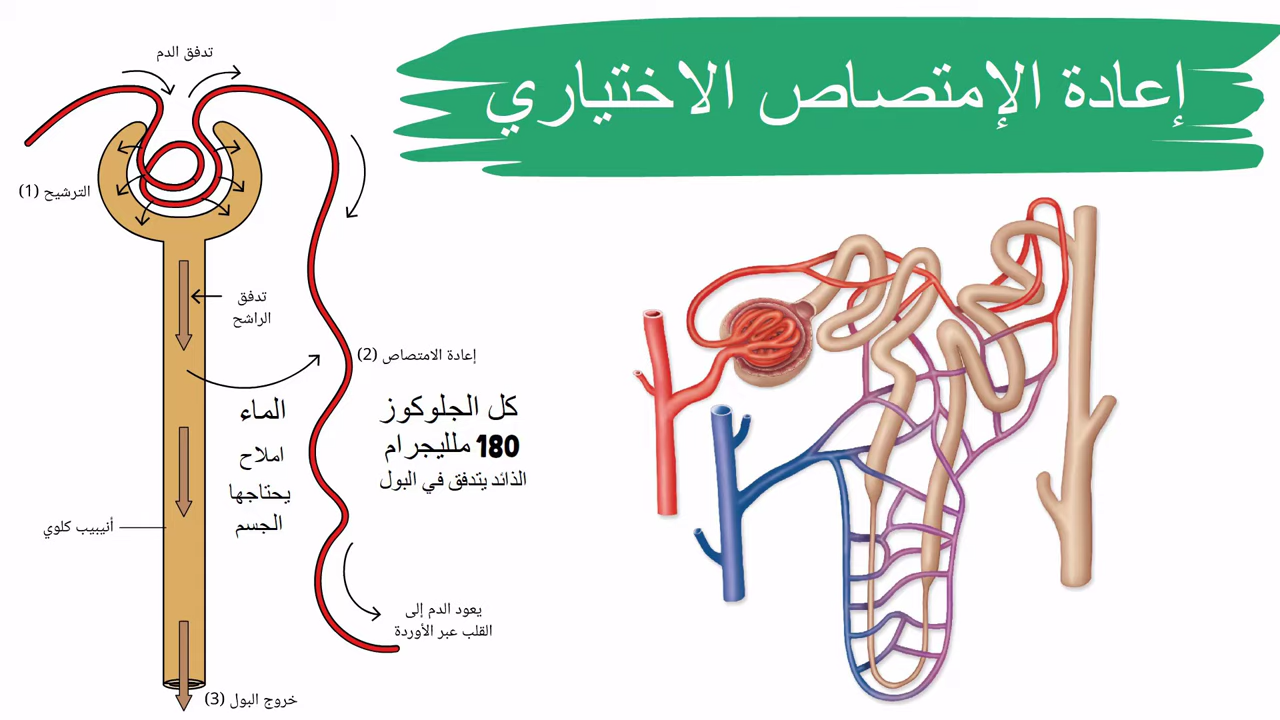 إعادة الإمتصاص الاختياري
تدفق الدم
الترشيح (1)
تدفق
الراشح
إعادة الامتصاص (2)
كل الجلوكوز
180 ملليجرام
الذائد يتدفق في البول
الماء
املاح
يحتاجها
الجسم
أنيبيب كلوي
يعود الدم إلى
القلب عبر الأوردة
خروج البول (3)